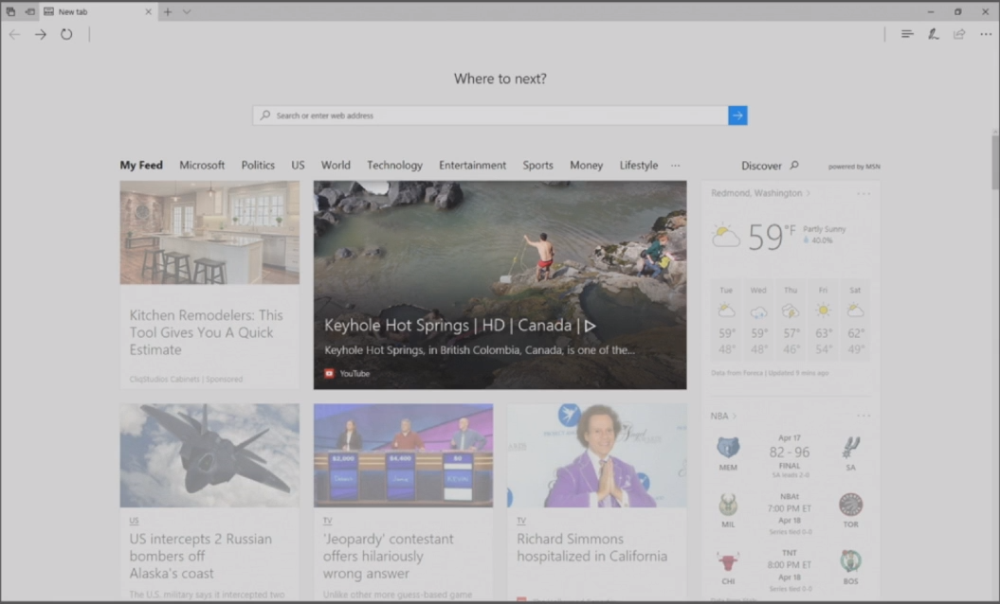 New tab
Where to next?
Search or enter web address
My Feed Microsoft Politics US World Technology Entertainment Sports Money Lifestyle ... Discover powered by MSN
Kitchen Remodelers: This
Tool Gives You A Quick
Estimate
CliqStudios Cabinets | Sponsored
Keyhole Hot Springs | HD | Canada |
Keyhole Hot Springs, in British Colombia, Canada, is one of the...
YouTube
Redmond, Washington
59°F
Partly Sunny
40.0%
Tue Wed Thu Fri Sat
59° 59° 57° 63° 62°
48° 48° 46° 54° 49°
Data from Foreca | Updated 9 mins ago
US
US intercepts 2 Russian
bombers off
Alaska's coast
The U.S. military says it intercepted two
$2,000 $4,600 $0
TV
'Jeopardy' contestant
offers hilariously
wrong answer
Unlike other more guess-based game
TV
Richard Simmons
hospitalized in California
NBA
Apr 17
82 - 96
FINAL
SA leads 2-0
MEM SA
NBAt
7:00 PM ET
Apr 18
Series tied 0-0
MIL TOR
TNT
8:00 PM ET
Apr 18
Series tied 0-0
CHI BOS